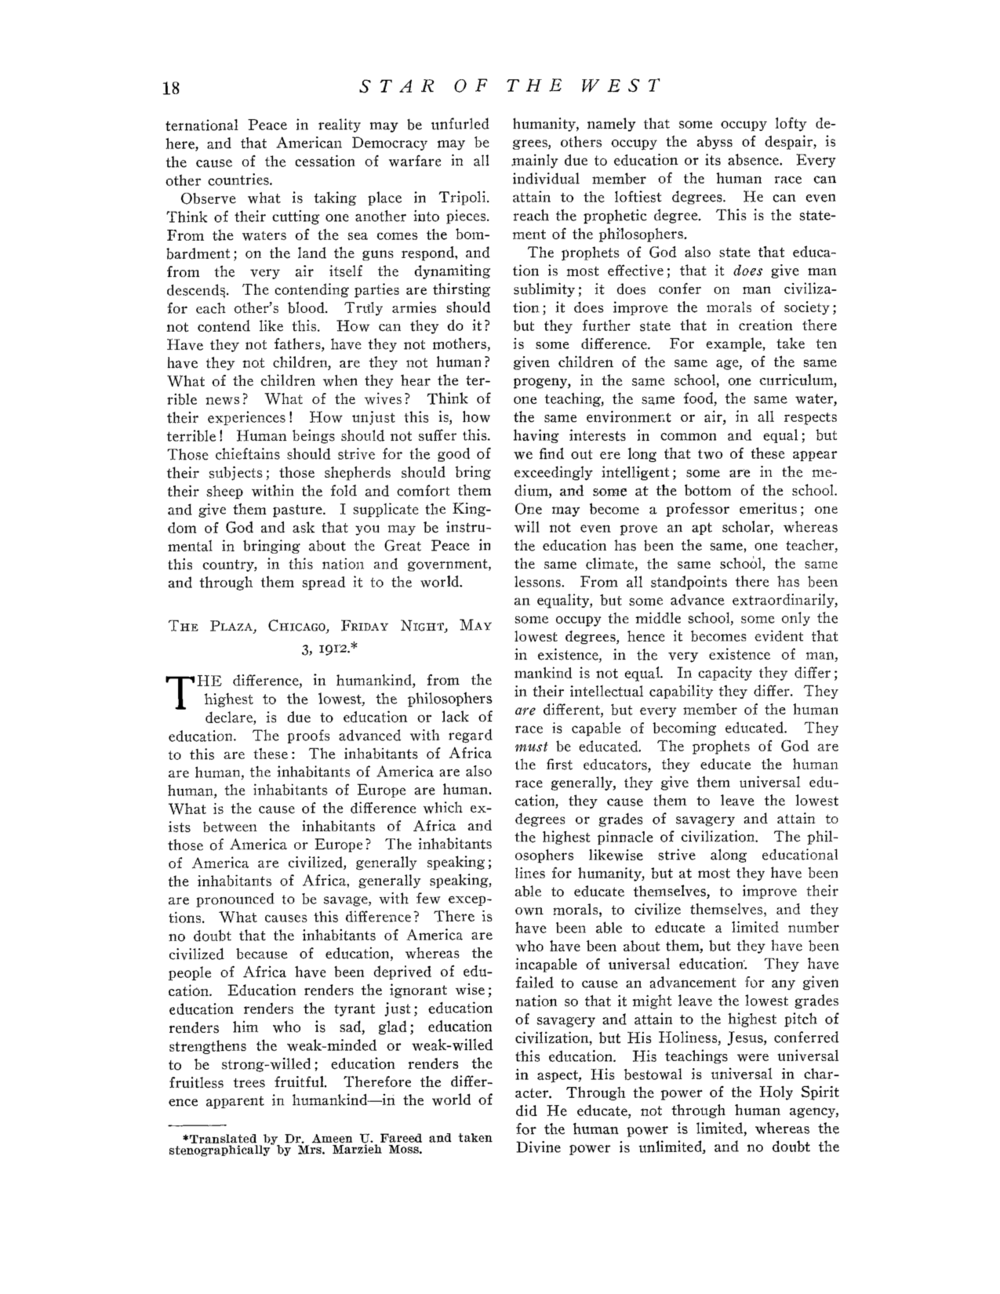 18
STAR OF THE WEST
ternational Peace in reality may be unfurled
here, and that American Democracy may be
the cause of the cessation of warfare in all
other countries.
Observe what is taking place in Tripoli.
Think of their cutting one another into pieces.
From the waters of the sea comes the bom-
bardment; on the land the guns respond, and
from the very air itself the dynamiting
descends. The contending parties are thirsting
for each other's blood. Truly armies should
not contend like this. How can they do it?
Have they not fathers, have they not mothers,
have they not children, are they not human?
What of the children when they hear the ter-
rible news? What of the wives? Think of
their experiences! How unjust this is, how
terrible! Human beings should not suffer this.
Those chieftains should strive for the good of
their subjects; those shepherds should bring
their sheep within the fold and comfort them
and give them pasture. I supplicate the King-
dom of God and ask that you may be instru-
mental in bringing about the Great Peace in
this country, in this nation and government,
and through them spread it to the world.
THE PLAZA, CHICAGO, FRIDAY NIGHT, MAY
3, 1912.*
THE difference, in humankind, from the
highest to the lowest, the philosophers
declare, is due to education or lack of
education. The proofs advanced with regard
to this are these: The inhabitants of Africa
are human, the inhabitants of America are also
human, the inhabitants of Europe are human.
What is the cause of the difference which ex-
ists between the inhabitants of Africa and
those of America or Europe? The inhabitants
of America are civilized, generally speaking;
the inhabitants of Africa, generally speaking,
are pronounced to be savage, with few excep-
tions. What causes this difference? There is
no doubt that the inhabitants of America are
civilized because of education, whereas the
people of Africa have been deprived of edu-
cation. Education renders the ignorant wise;
education renders the tyrant just; education
renders him who is sad, glad; education
strengthens the weak-minded or weak-willed
to be strong-willed; education renders the
fruitless trees fruitful. Therefore the differ-
ence apparent in humankind—in the world of
*Translated by Dr. Ameen U. Fareed and taken
stenographically by Mrs. Marzieh Moss.
humanity, namely that some occupy lofty de-
grees, others occupy the abyss of despair, is
mainly due to education or its absence. Every
individual member of the human race can
attain to the loftiest degrees. He can even
reach the prophetic degree. This is the state-
ment of the philosophers.
The prophets of God also state that educa-
tion is most effective; that it does give man
sublimity; it does confer on man civiliza-
tion; it does improve the morals of society;
but they further state that in creation there
is some difference. For example, take ten
given children of the same age, of the same
progeny, in the same school, one curriculum,
one teaching, the same food, the same water,
the same environment or air, in all respects
having interests in common and equal; but
we find out ere long that two of these appear
exceedingly intelligent; some are in the me-
dium, and some at the bottom of the school.
One may become a professor emeritus; one
will not even prove an apt scholar, whereas
the education has been the same, one teacher,
the same climate, the same school, the same
lessons. From all standpoints there has been
an equality, but some advance extraordinarily,
some occupy the middle school, some only the
lowest degrees, hence it becomes evident that
in existence, in the very existence of man,
mankind is not equal. In capacity they differ;
in their intellectual capability they differ. They
are different, but every member of the human
race is capable of becoming educated. They
must be educated. The prophets of God are
the first educators, they educate the human
race generally, they give them universal edu-
cation, they cause them to leave the lowest
degrees or grades of savagery and attain to
the highest pinnacle of civilization. The phil-
osophers likewise strive along educational
lines for humanity, but at most they have been
able to educate themselves, to improve their
own morals, to civilize themselves, and they
have been able to educate a limited number
who have been about them, but they have been
incapable of universal education. They have
failed to cause an advancement for any given
nation so that it might leave the lowest grades
of savagery and attain to the highest pitch of
civilization, but His Holiness, Jesus, conferred
this education. His teachings were universal
in aspect, His bestowal is universal in char-
acter. Through the power of the Holy Spirit
did He educate, not through human agency,
for the human power is limited, whereas the
Divine power is unlimited, and no doubt the